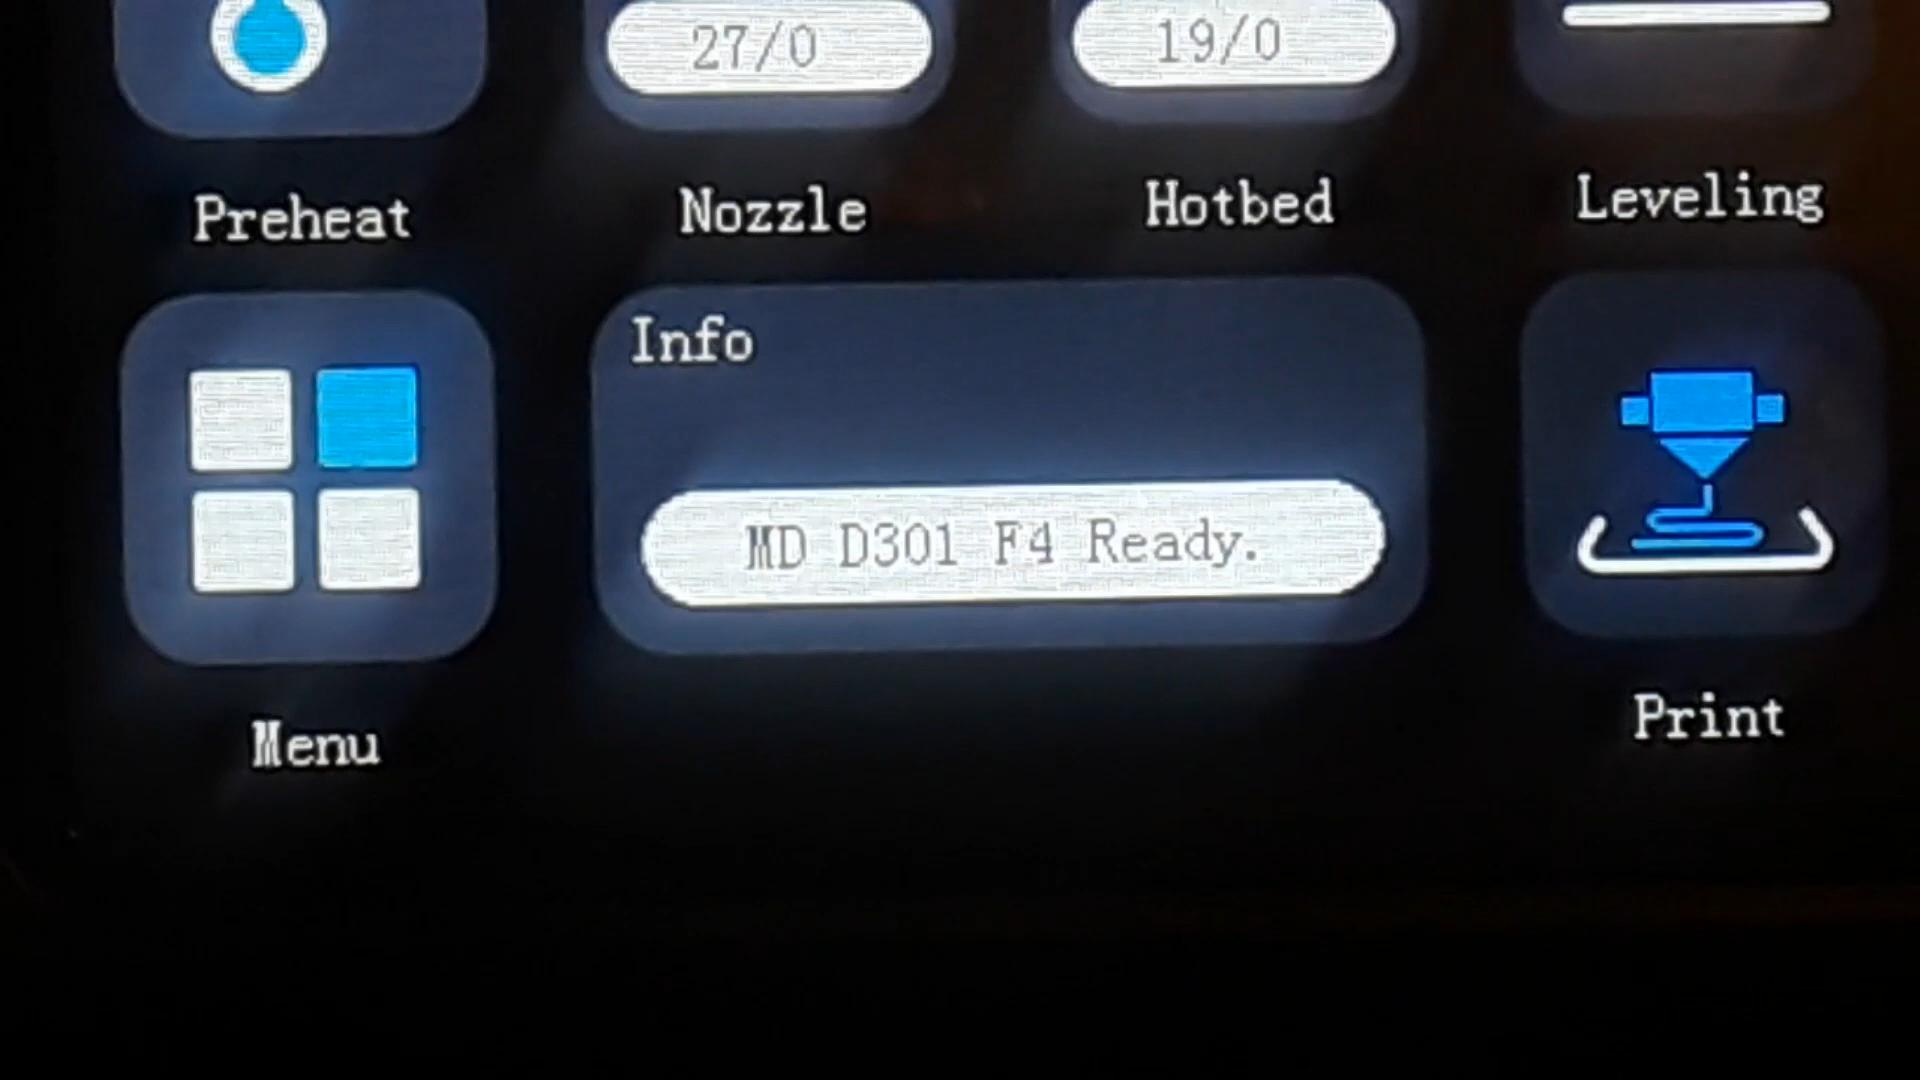 27/0
19/0
Preheat
Nozzle
Hotbed
Leveling
Info
MD D301 F4 Ready.
Menu
Print